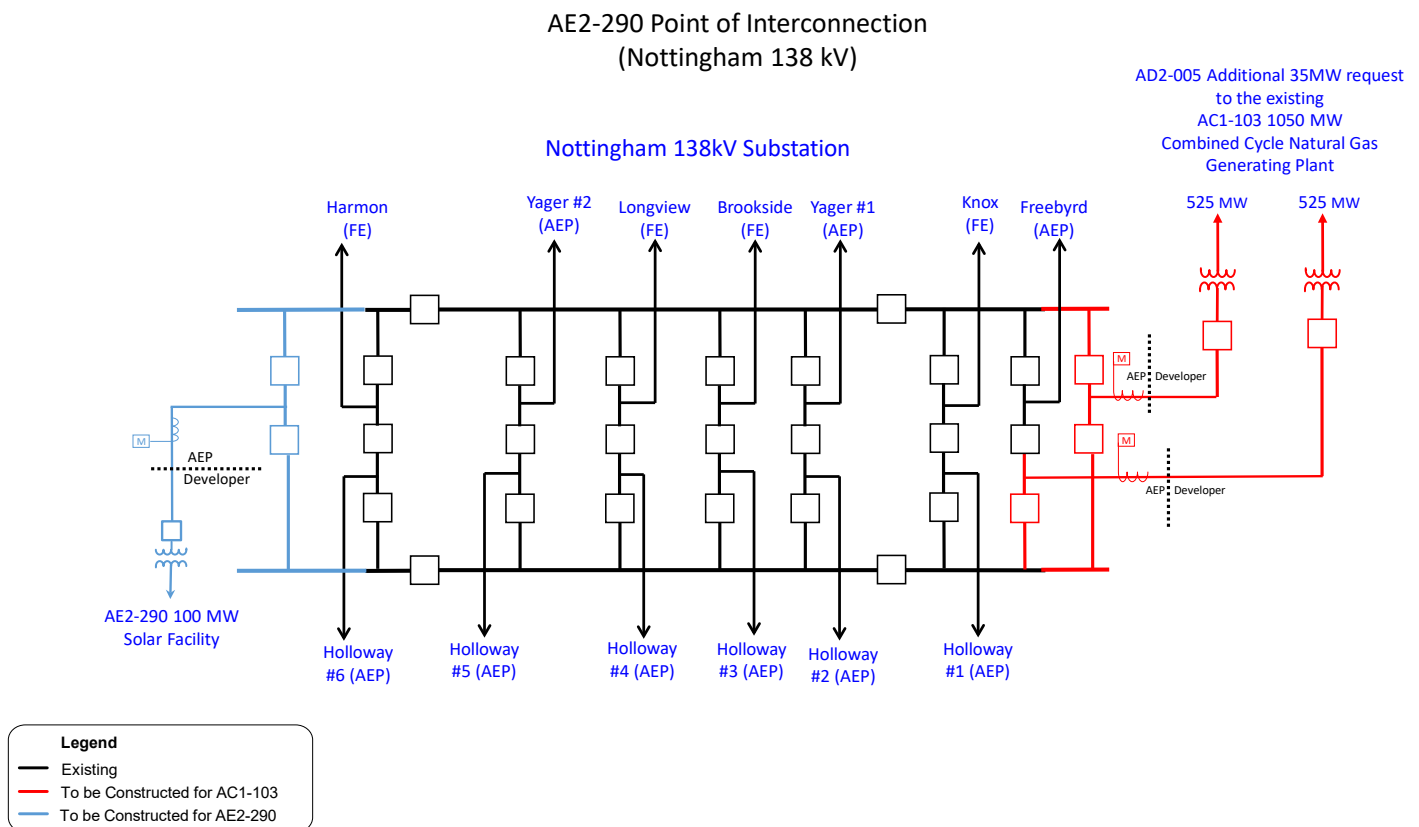 AE2-290 Point of Interconnection
(Nottingham 138 kV)
AD2-005 Additional 35MW request
to the existing
AC1-103 1050 MW
Combined Cycle Natural Gas
Generating Plant
Nottingham 138kV Substation
525 MW
525 MW
Harmon
(FE)
Yager #2
(AEP)
Longview
(FE)
Brookside
(FE)
Yager #1
(AEP)
Knox
(FE)
Freebyrd
(AEP)
M
AEP
Developer
M
AEP
Developer
M
AEP
Developer
AE2-290 100 MW
Solar Facility
Holloway
#6 (AEP)
Holloway
#5 (AEP)
Holloway
#4 (AEP)
Holloway
#3 (AEP)
Holloway
#2 (AEP)
Holloway
#1 (AEP)
Legend
Existing
To be Constructed for AC1-103
To be Constructed for AE2-290